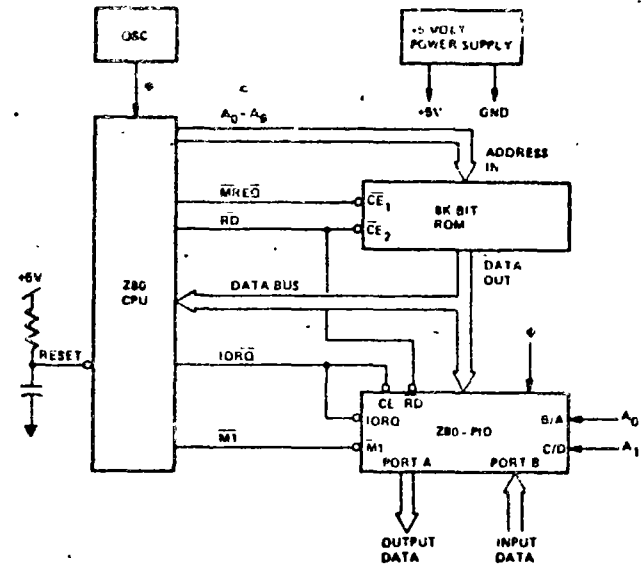 OSC
+5 VOLT
POWER SUPPLY
+5V
GND
Φ
A0 - A9
ADDRESS
IN
MREQ
CE1
8K BIT
ROM
RD
CE2
DATA
OUT
Z80
CPU
DATA BUS
+5V
RESET
IORQ
Φ
CE RD
IORQ
B/A
A0
Z80-PIO
C/D
A1
M1
M1
PORT A
PORT B
OUTPUT
DATA
INPUT
DATA